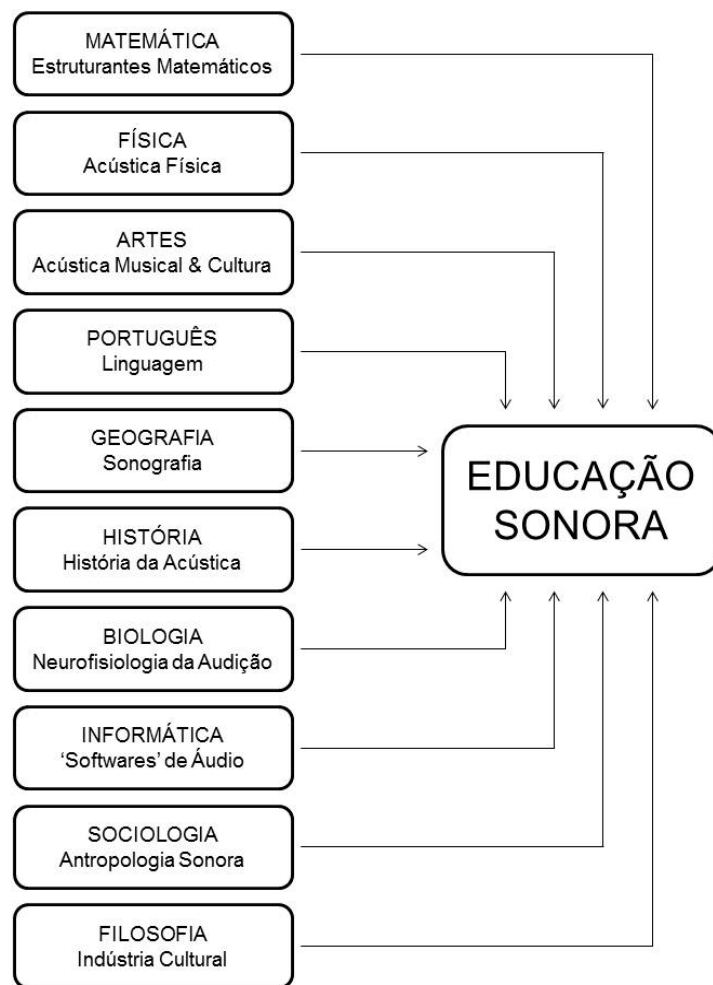 MATEMÁTICA
Estruturantes Matemáticos
FÍSICA
Acústica Física
ARTES
Acústica Musical & Cultura
PORTUGUÊS
Linguagem
GEOGRAFIA
Sonografia
HISTÓRIA
História da Acústica
BIOLOGIA
Neurofisiologia da Audição
INFORMÁTICA
‘Softwares’ de Áudio
SOCIOLOGIA
Antropologia Sonora
FILOSOFIA
Indústria Cultural
EDUCAÇÃO
SONORA